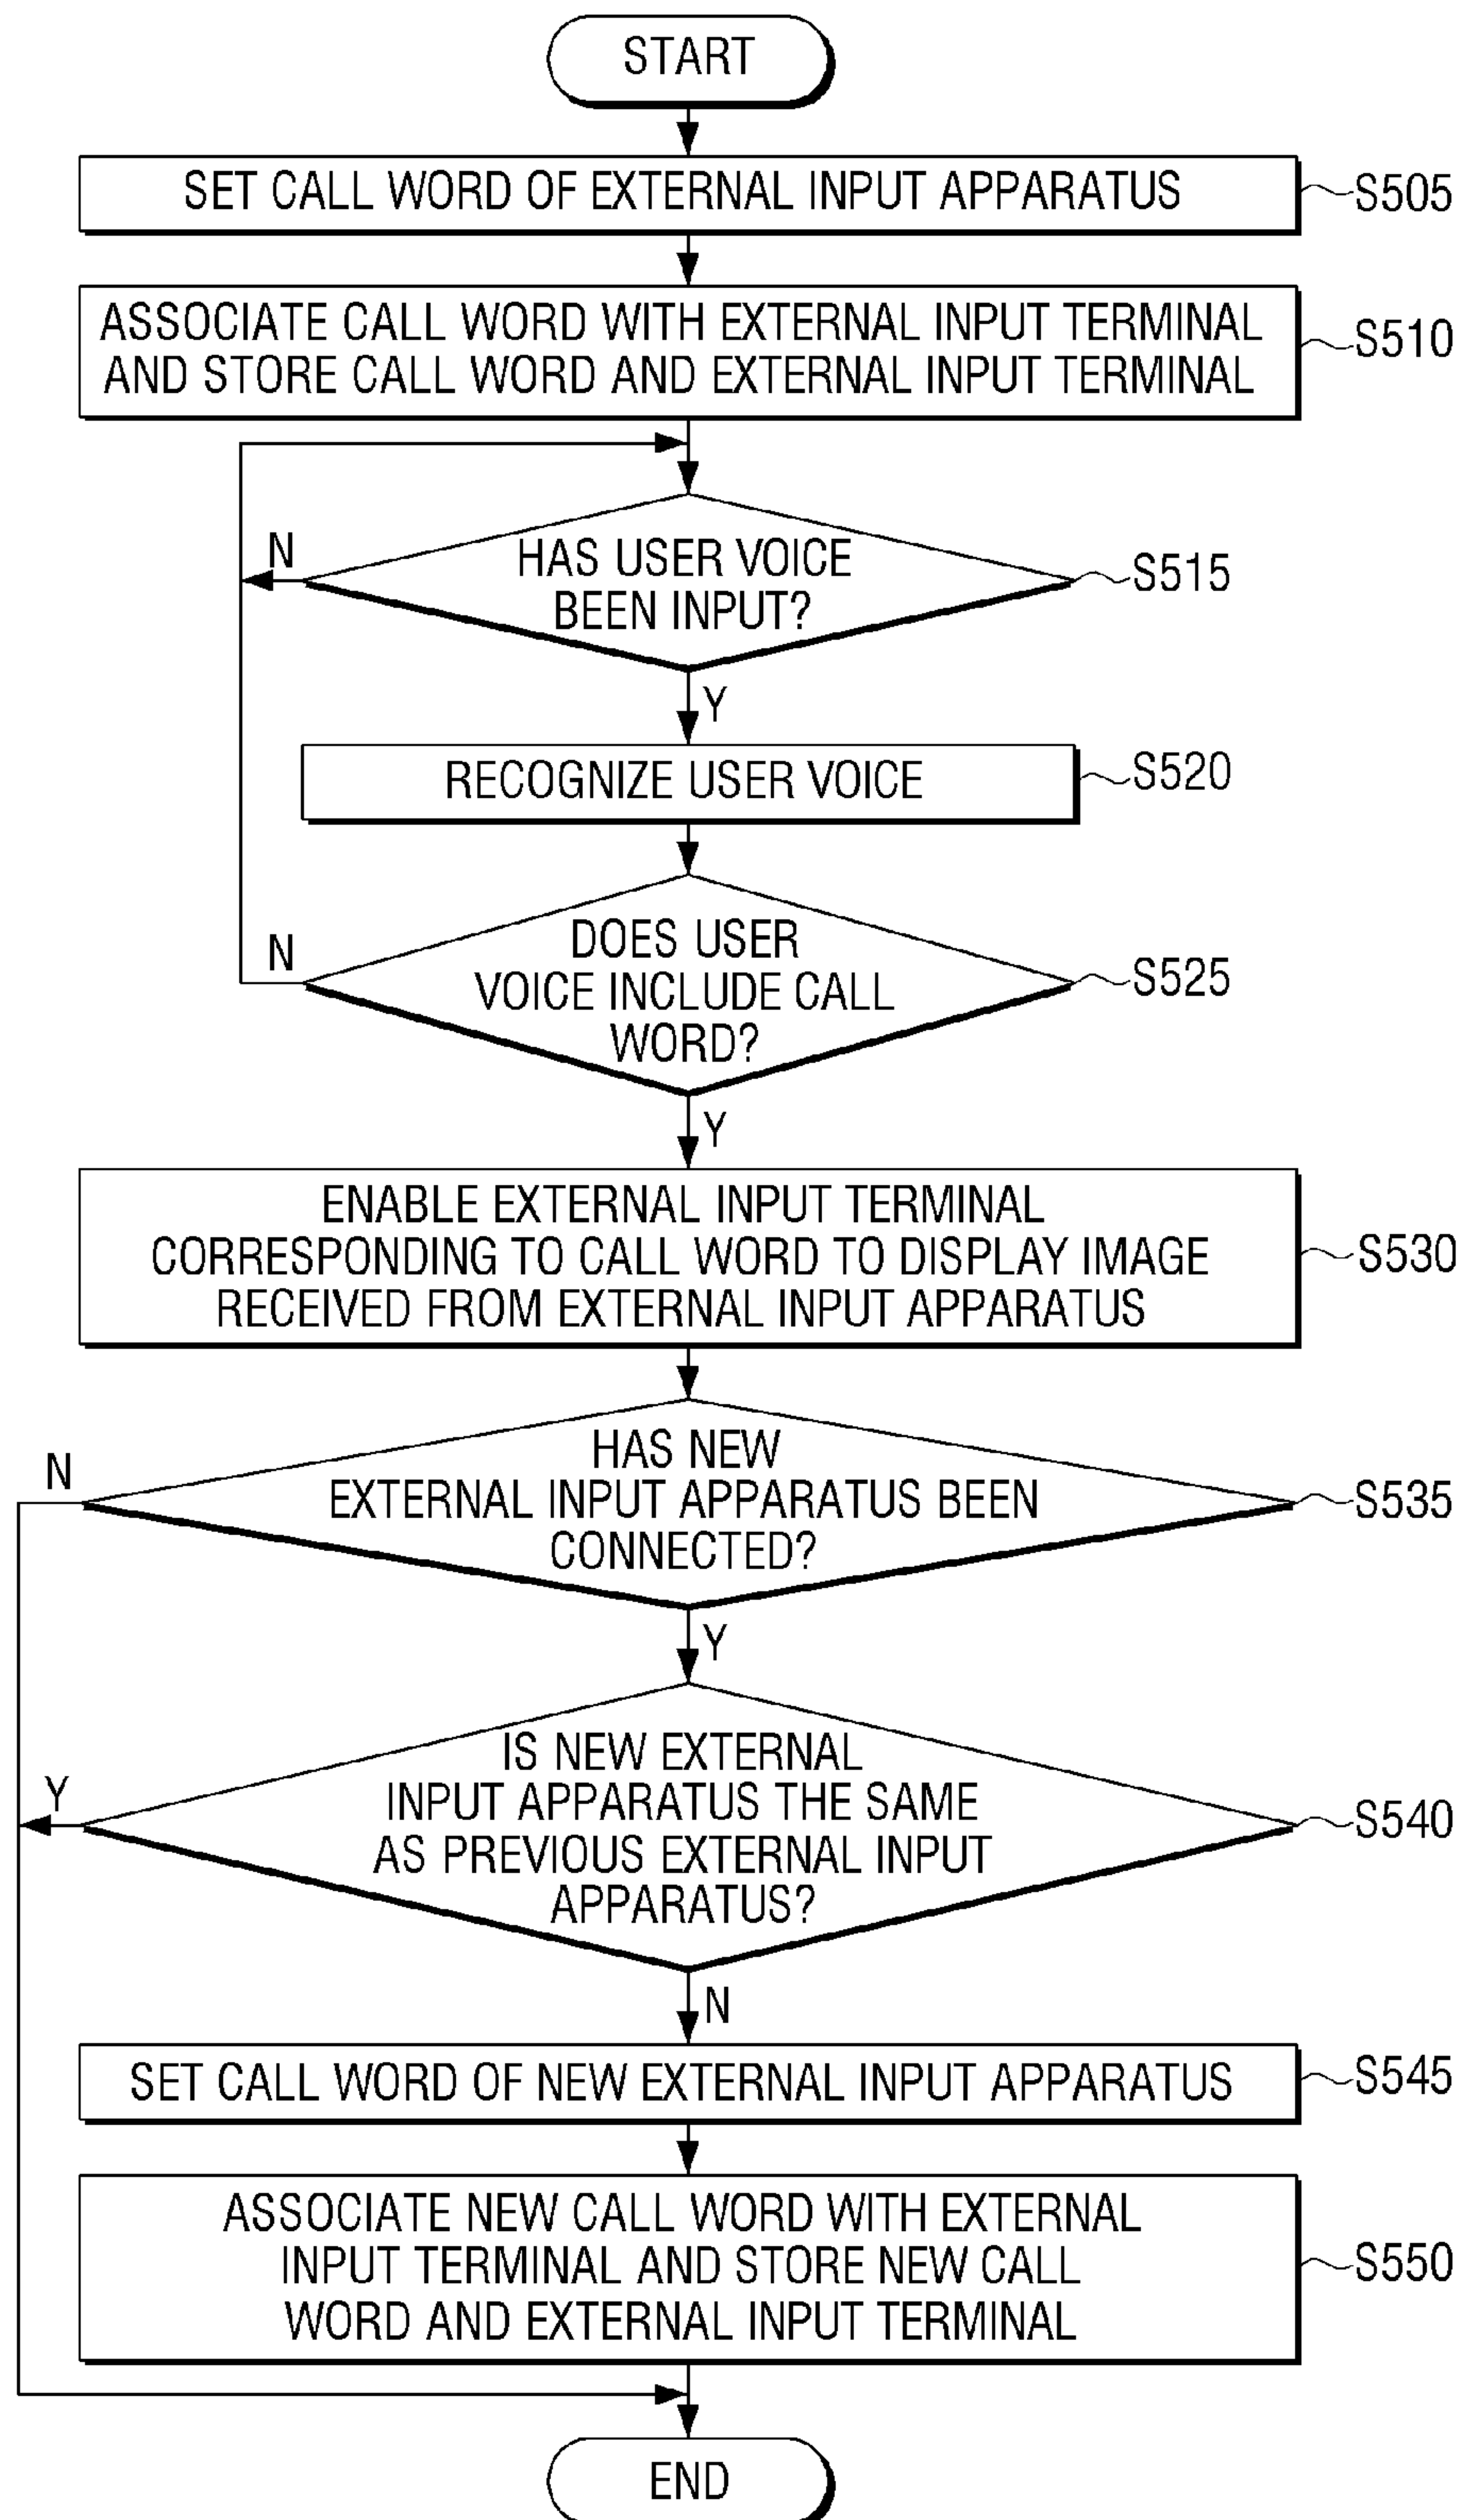 START
SET CALL WORD OF EXTERNAL INPUT APPARATUS
S505
ASSOCIATE CALL WORD WITH EXTERNAL INPUT TERMINAL
AND STORE CALL WORD AND EXTERNAL INPUT TERMINAL
S510
HAS USER VOICE
BEEN INPUT?
N
S515
Y
RECOGNIZE USER VOICE
S520
DOES USER
VOICE INCLUDE CALL
WORD?
N
S525
Y
ENABLE EXTERNAL INPUT TERMINAL
CORRESPONDING TO CALL WORD TO DISPLAY IMAGE
RECEIVED FROM EXTERNAL INPUT APPARATUS
S530
HAS NEW
EXTERNAL INPUT APPARATUS BEEN
CONNECTED?
N
S535
Y
IS NEW EXTERNAL
INPUT APPARATUS THE SAME
AS PREVIOUS EXTERNAL INPUT
APPARATUS?
Y
S540
N
SET CALL WORD OF NEW EXTERNAL INPUT APPARATUS
S545
ASSOCIATE NEW CALL WORD WITH EXTERNAL
INPUT TERMINAL AND STORE NEW CALL
WORD AND EXTERNAL INPUT TERMINAL
S550
END